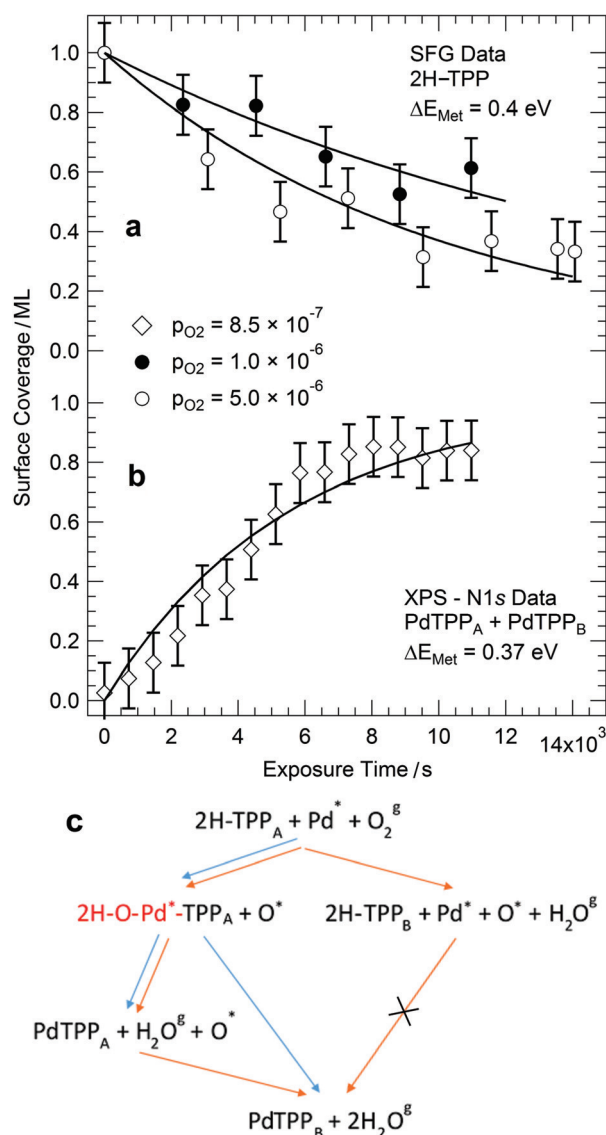 a
1.0
0.8
0.6
0.4
0.2
0.0
SFG Data
2H–TPP
ΔE_Met = 0.4 eV
p_O2 = 8.5 × 10^-7
p_O2 = 1.0 × 10^-6
p_O2 = 5.0 × 10^-6
Surface Coverage / ML
b
1.0
0.8
0.6
0.4
0.2
0.0
XPS - N1s Data
PdTPP_A + PdTPP_B
ΔE_Met = 0.37 eV
0 2 4 6 8 10 12 14×10^3
Exposure Time /s
c
2H-TPP_A + Pd^* + O_2^g
2H-O-Pd^*-TPP_A + O^* 2H-TPP_B + Pd^* + O^* + H_2O^g
PdTPP_A + H_2O^g + O^*
PdTPP_B + 2H_2O^g